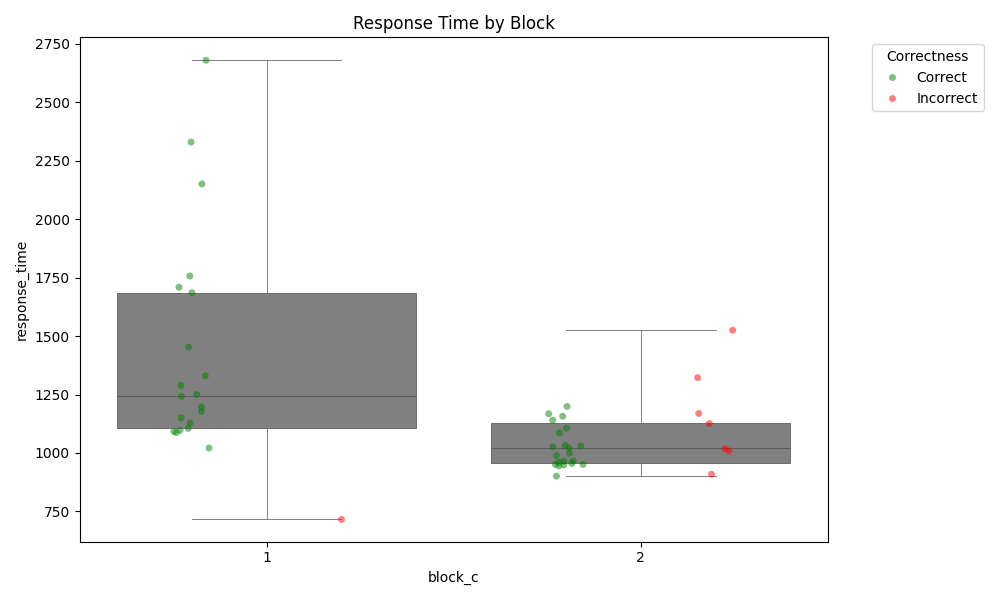 Response Time by Block
2750
2500
2250
2000
1750
1500
1250
1000
750
response_time
1
2
block_c
Correctness
Correct
Incorrect